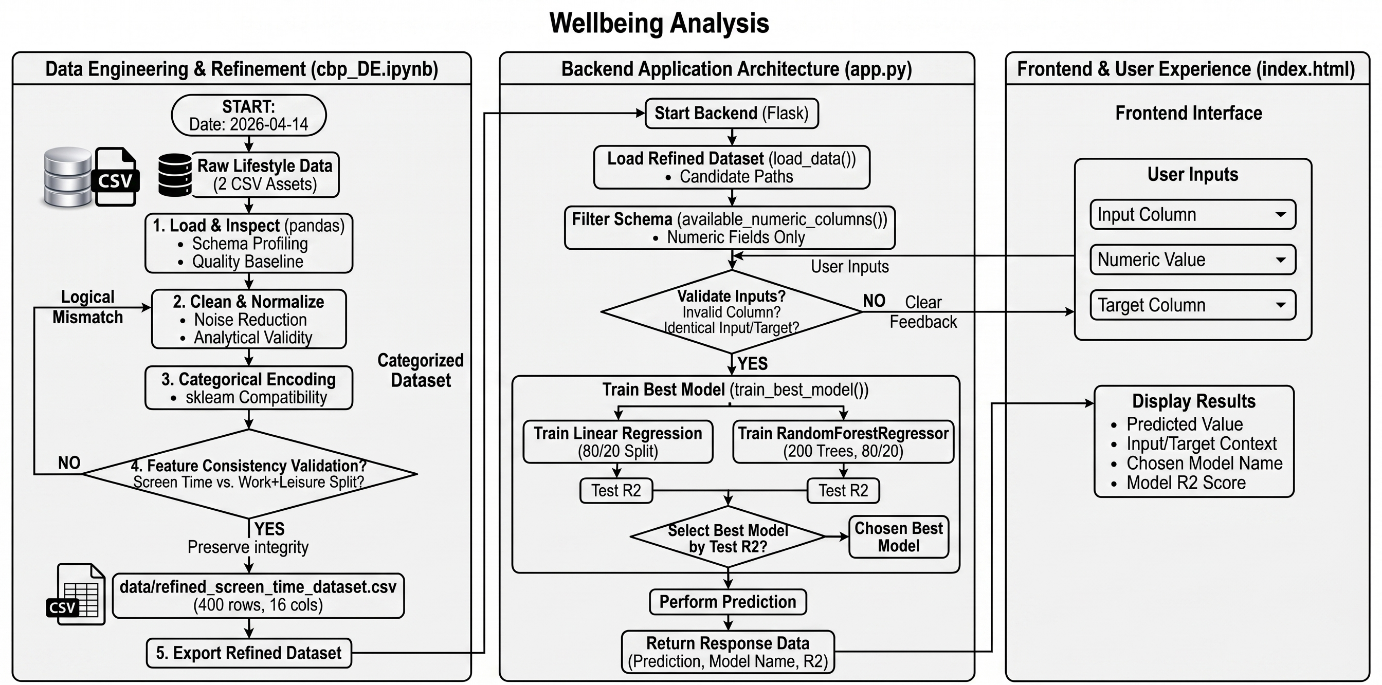 Wellbeing Analysis
Data Engineering & Refinement (cbp_DE.ipynb)
START:
Date: 2026-04-14
CSV
Raw Lifestyle Data
(2 CSV Assets)
1. Load & Inspect (pandas)
• Schema Profiling
• Quality Baseline
Logical
Mismatch
2. Clean & Normalize
• Noise Reduction
• Analytical Validity
Categorized
Dataset
3. Categorical Encoding
• sklearn Compatibility
NO
4. Feature Consistency Validation?
Screen Time vs. Work+Leisure Split?
YES
Preserve integrity
CSV
data/refined_screen_time_dataset.csv
(400 rows, 16 cols)
5. Export Refined Dataset
Backend Application Architecture (app.py)
Start Backend (Flask)
Load Refined Dataset (load_data())
• Candidate Paths
Filter Schema (available_numeric_columns())
• Numeric Fields Only
User Inputs
Validate Inputs?
Invalid Column?
Identical Input/Target?
NO
Clear
Feedback
YES
Train Best Model (train_best_model())
Train Linear Regression
(80/20 Split)
Train RandomForestRegressor
(200 Trees, 80/20)
Test R2
Test R2
Select Best Model
by Test R2?
Chosen Best
Model
Perform Prediction
Return Response Data
(Prediction, Model Name, R2)
Frontend & User Experience (index.html)
Frontend Interface
User Inputs
Input Column
Numeric Value
Target Column
Display Results
• Predicted Value
• Input/Target Context
• Chosen Model Name
• Model R2 Score